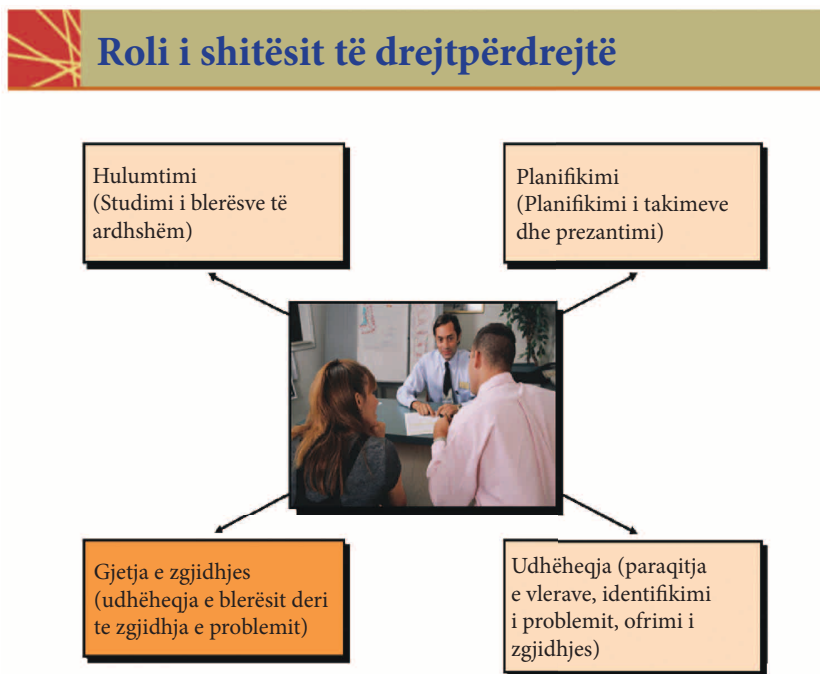 Roli i shitësit të drejtpërdrejtë
Hulumtimi
(Studimi i blerësve të
ardhshëm)
Planifikimi
(Planifikimi i takimeve
dhe prezantimi)
Gjetja e zgjidhjes
(udhëheqja e blerësit deri
te zgjidhja e problemit)
Udhëheqja (paraqitja
e vlerave, identifikimi
i problemit, ofrimi i
zgjidhjes)